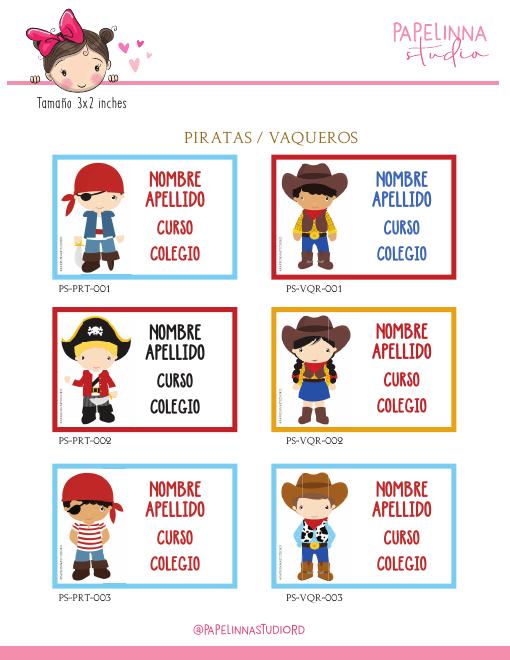 PAPELINNA
studio
Tamaño 3x2 inches
PIRATAS / VAQUEROS
NOMBRE
APELLIDO
CURSO
COLEGIO
PS-PRT-001
NOMBRE
APELLIDO
CURSO
COLEGIO
PS-VQR-001
NOMBRE
APELLIDO
CURSO
COLEGIO
PS-PRT-002
NOMBRE
APELLIDO
CURSO
COLEGIO
PS-VQR-002
NOMBRE
APELLIDO
CURSO
COLEGIO
PS-PRT-003
NOMBRE
APELLIDO
CURSO
COLEGIO
PS-VQR-003
@PAPELINNASTUDIORD